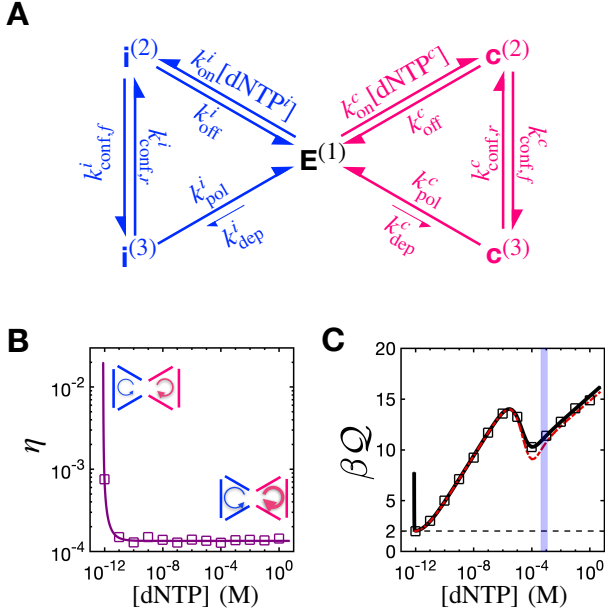 A
i(2)
c(2)
k^i_on[dNTP^i]
k^c_on[dNTP^c]
k^i_off
k^c_off
k^i_conf,f
k^i_conf,r
E(1)
k^c_conf,r
k^c_conf,f
k^i_pol
k^c_pol
k^i_dep
k^c_dep
i(3)
c(3)
B
η
10^-2
10^-3
10^-4
10^-12 10^-8 10^-4 10^0
[dNTP] (M)
C
βQ
20
15
10
5
2
0
10^-12 10^-8 10^-4 10^0
[dNTP] (M)